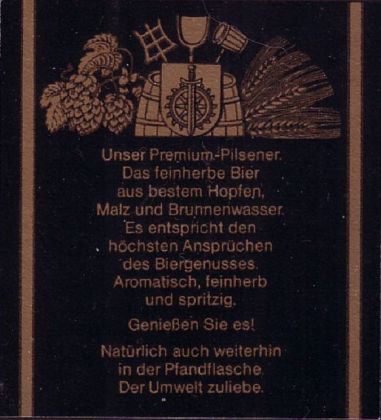 Unser Premium-Pilsener.
Das feinherbe Bier
aus bestem Hopfen,
Malz und Brunnenwasser.
Es entspricht den
höchsten Ansprüchen
des Biergenusses.
Aromatisch, feinherb
und spritzig.
Genießen Sie es!
Natürlich auch weiterhin
in der Pfandflasche.
Der Umwelt zuliebe.